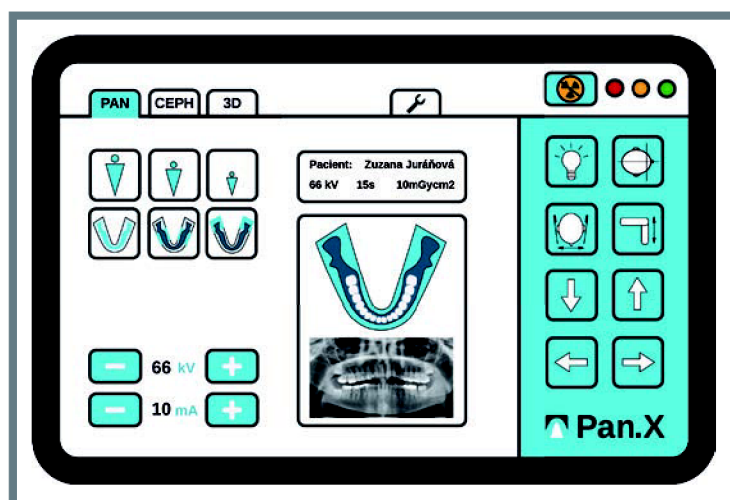 PAN CEPH 3D
Pacient: Zuzana Juráňová
66 kV 15s 10mGycm2
66 kV
10 mA
Pan.X